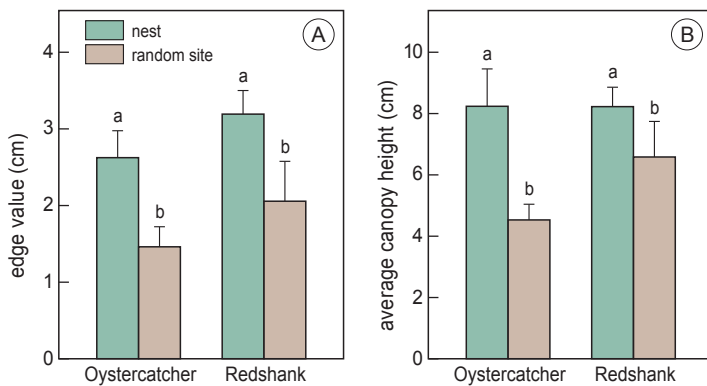 A
nest
random site
edge value (cm)
4
3
2
1
0
a
b
a
b
Oystercatcher
Redshank
B
average canopy height (cm)
10
8
6
4
2
0
a
b
a
b
Oystercatcher
Redshank